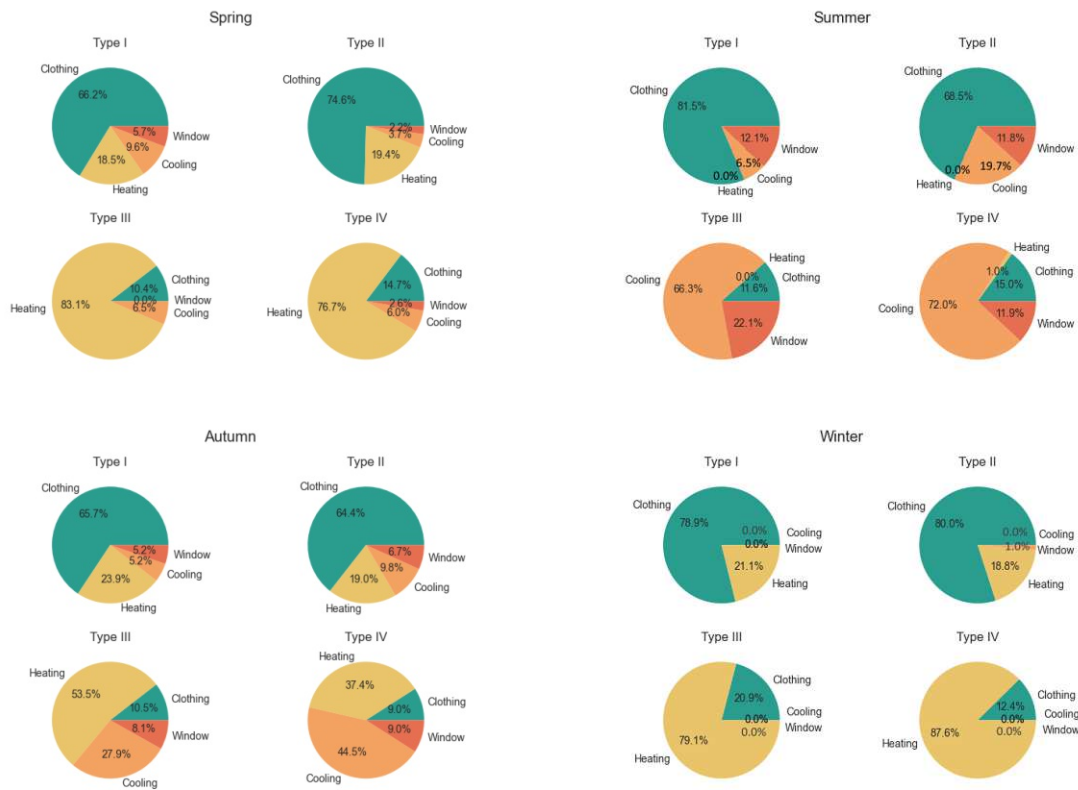 Spring
Type I
Clothing
66.2%
5.7%
Window
9.6%
Cooling
18.5%
Heating
Type II
Clothing
74.6%
2.2%
Window
3.7%
Cooling
19.4%
Heating
Type III
Clothing
10.4%
Window
0.0%
Heating
83.1%
6.5%
Cooling
Type IV
Clothing
14.7%
Window
2.6%
Heating
76.7%
6.0%
Cooling
Summer
Type I
Clothing
81.5%
12.1%
Window
6.5%
Cooling
0.0%
Heating
Type II
Clothing
68.5%
11.8%
Window
0.0%
19.7%
Heating
Cooling
Type III
Heating
0.0%
Clothing
Cooling
66.3%
11.6%
22.1%
Window
Type IV
Heating
1.0%
Clothing
15.0%
Cooling
72.0%
11.9%
Window
Autumn
Type I
Clothing
65.7%
5.2%
Window
5.2%
Cooling
23.9%
Heating
Type II
Clothing
64.4%
6.7%
Window
9.8%
Cooling
19.0%
Heating
Type III
Heating
53.5%
10.5%
Clothing
8.1%
Window
27.9%
Cooling
Type IV
Heating
37.4%
9.0%
Clothing
9.0%
Window
44.5%
Cooling
Winter
Type I
Clothing
78.9%
0.0%
Cooling
0.0%
Window
21.1%
Heating
Type II
Clothing
80.0%
0.0%
Cooling
1.0%
Window
18.8%
Heating
Type III
Clothing
20.9%
Cooling
0.0%
Window
0.0%
79.1%
Heating
Type IV
Clothing
12.4%
Cooling
0.0%
Window
0.0%
87.6%
Heating